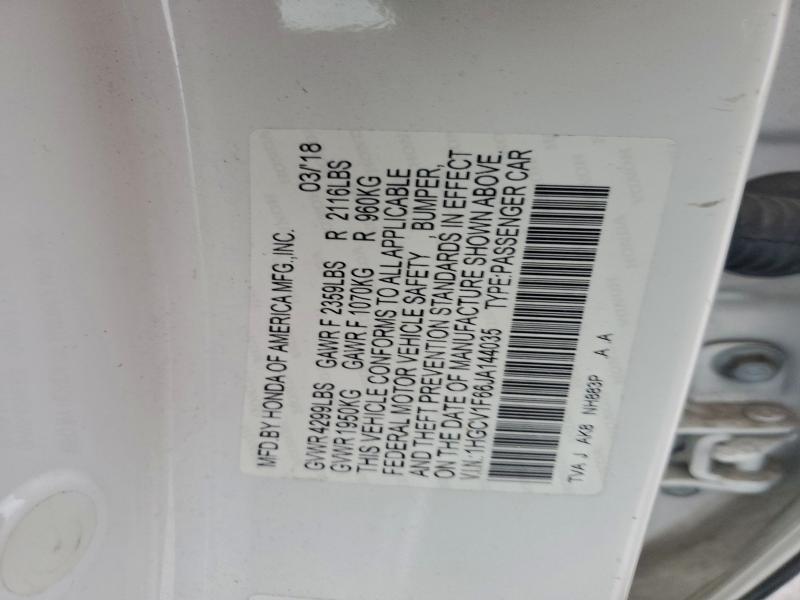 MFD.BY HONDA OF AMERICA MFG.,INC. 03/'18
GVWR 4299LBS GAWR F 2359LBS R 2116LBS
GVWR 1950KG GAWR F 1070KG R 960KG
THIS VEHICLE CONFORMS TO ALL APPLICABLE
FEDERAL MOTOR VEHICLE SAFETY , BUMPER,
AND THEFT PREVENTION STANDARDS IN EFFECT
ON THE DATE OF MANUFACTURE SHOWN ABOVE.
V.I.N.:1HGCV1F66JA144035 TYPE:PASSENGER CAR
TVA J AK8 NH883P A A